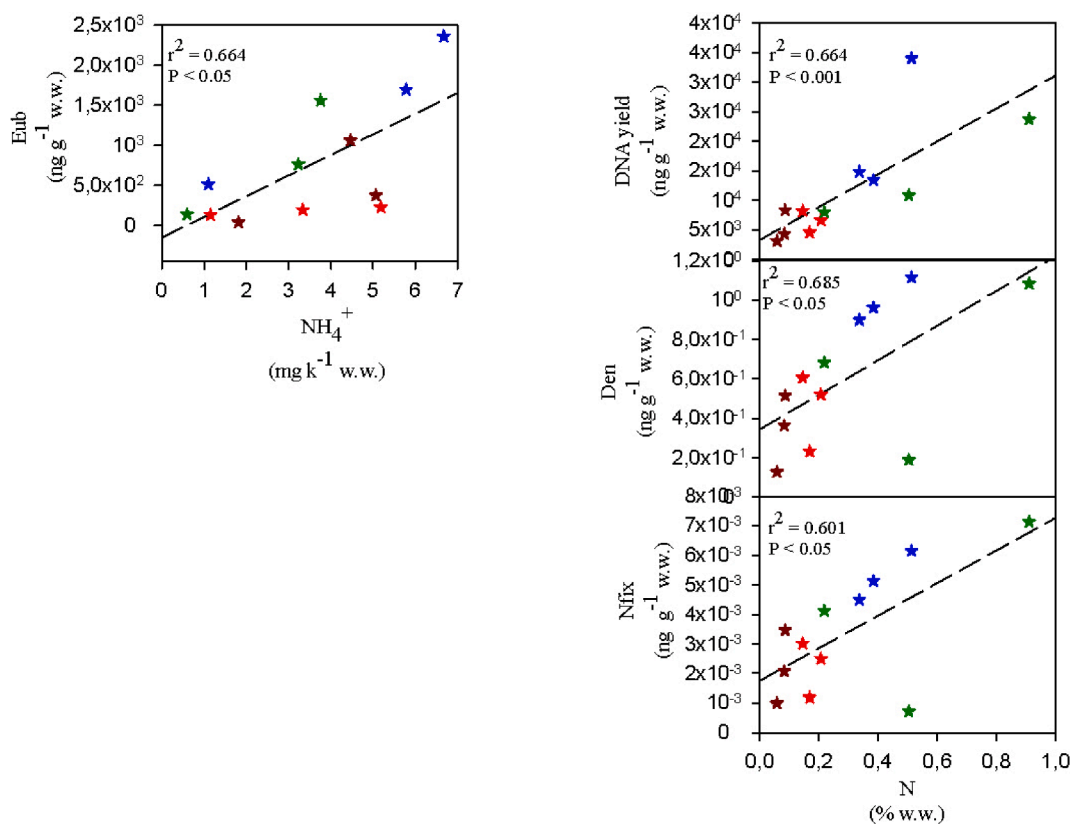 2,5x10³
2,0x10³
1,5x10³
10³
5,0x10²
0
r² = 0.664
P < 0.05
Eub
(ng g⁻¹ w.w.)
0 1 2 3 4 5 6 7
NH₄⁺
(mg k⁻¹ w.w.)
4x10⁴
3x10⁴
3x10⁴
2x10⁴
2x10⁴
10⁴
5x10³
0
r² = 0.664
P < 0.001
DNA yield
(ng g⁻¹ w.w.)
1,2x10⁰
10⁰
8,0x10⁻¹
6,0x10⁻¹
4,0x10⁻¹
2,0x10⁻¹
0
r² = 0.685
P < 0.05
Den
(ng g⁻¹ w.w.)
8x10⁻³
7x10⁻³
6x10⁻³
5x10⁻³
4x10⁻³
3x10⁻³
2x10⁻³
10⁻³
0
r² = 0.601
P < 0.05
Nfix
(ng g⁻¹ w.w.)
0,0 0,2 0,4 0,6 0,8 1,0
N
(% w.w.)